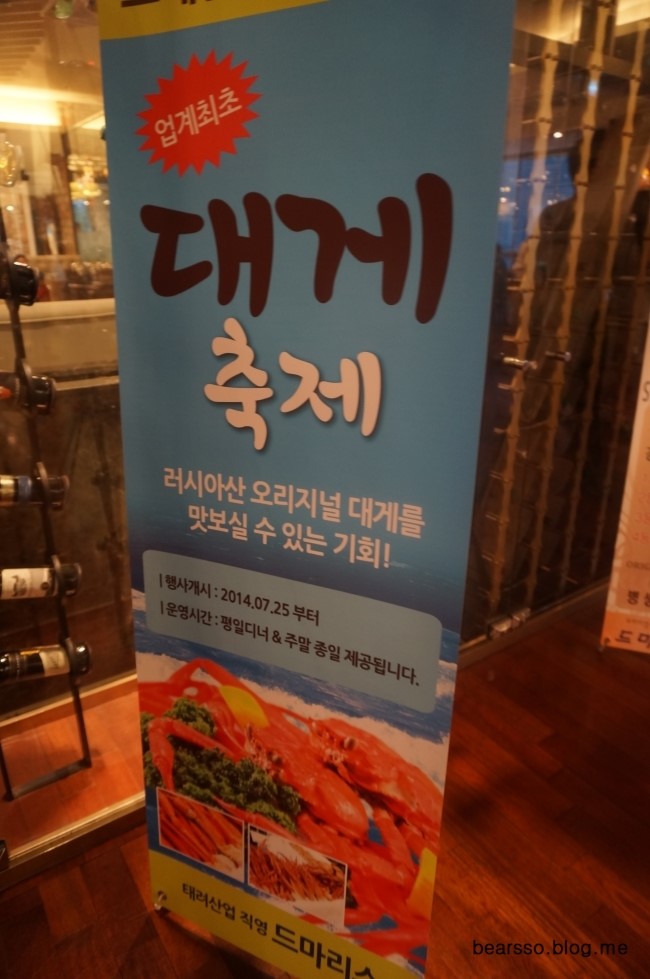 업계최초
대게
축제
러시아산 오리지널 대게를
맛보실 수 있는 기회!
| 행사개시 : 2014.07.25 부터
| 운영시간 : 평일디너 & 주말 종일 제공됩니다.
태려산업 직영 드마리스
드마
bearsso.blog.me